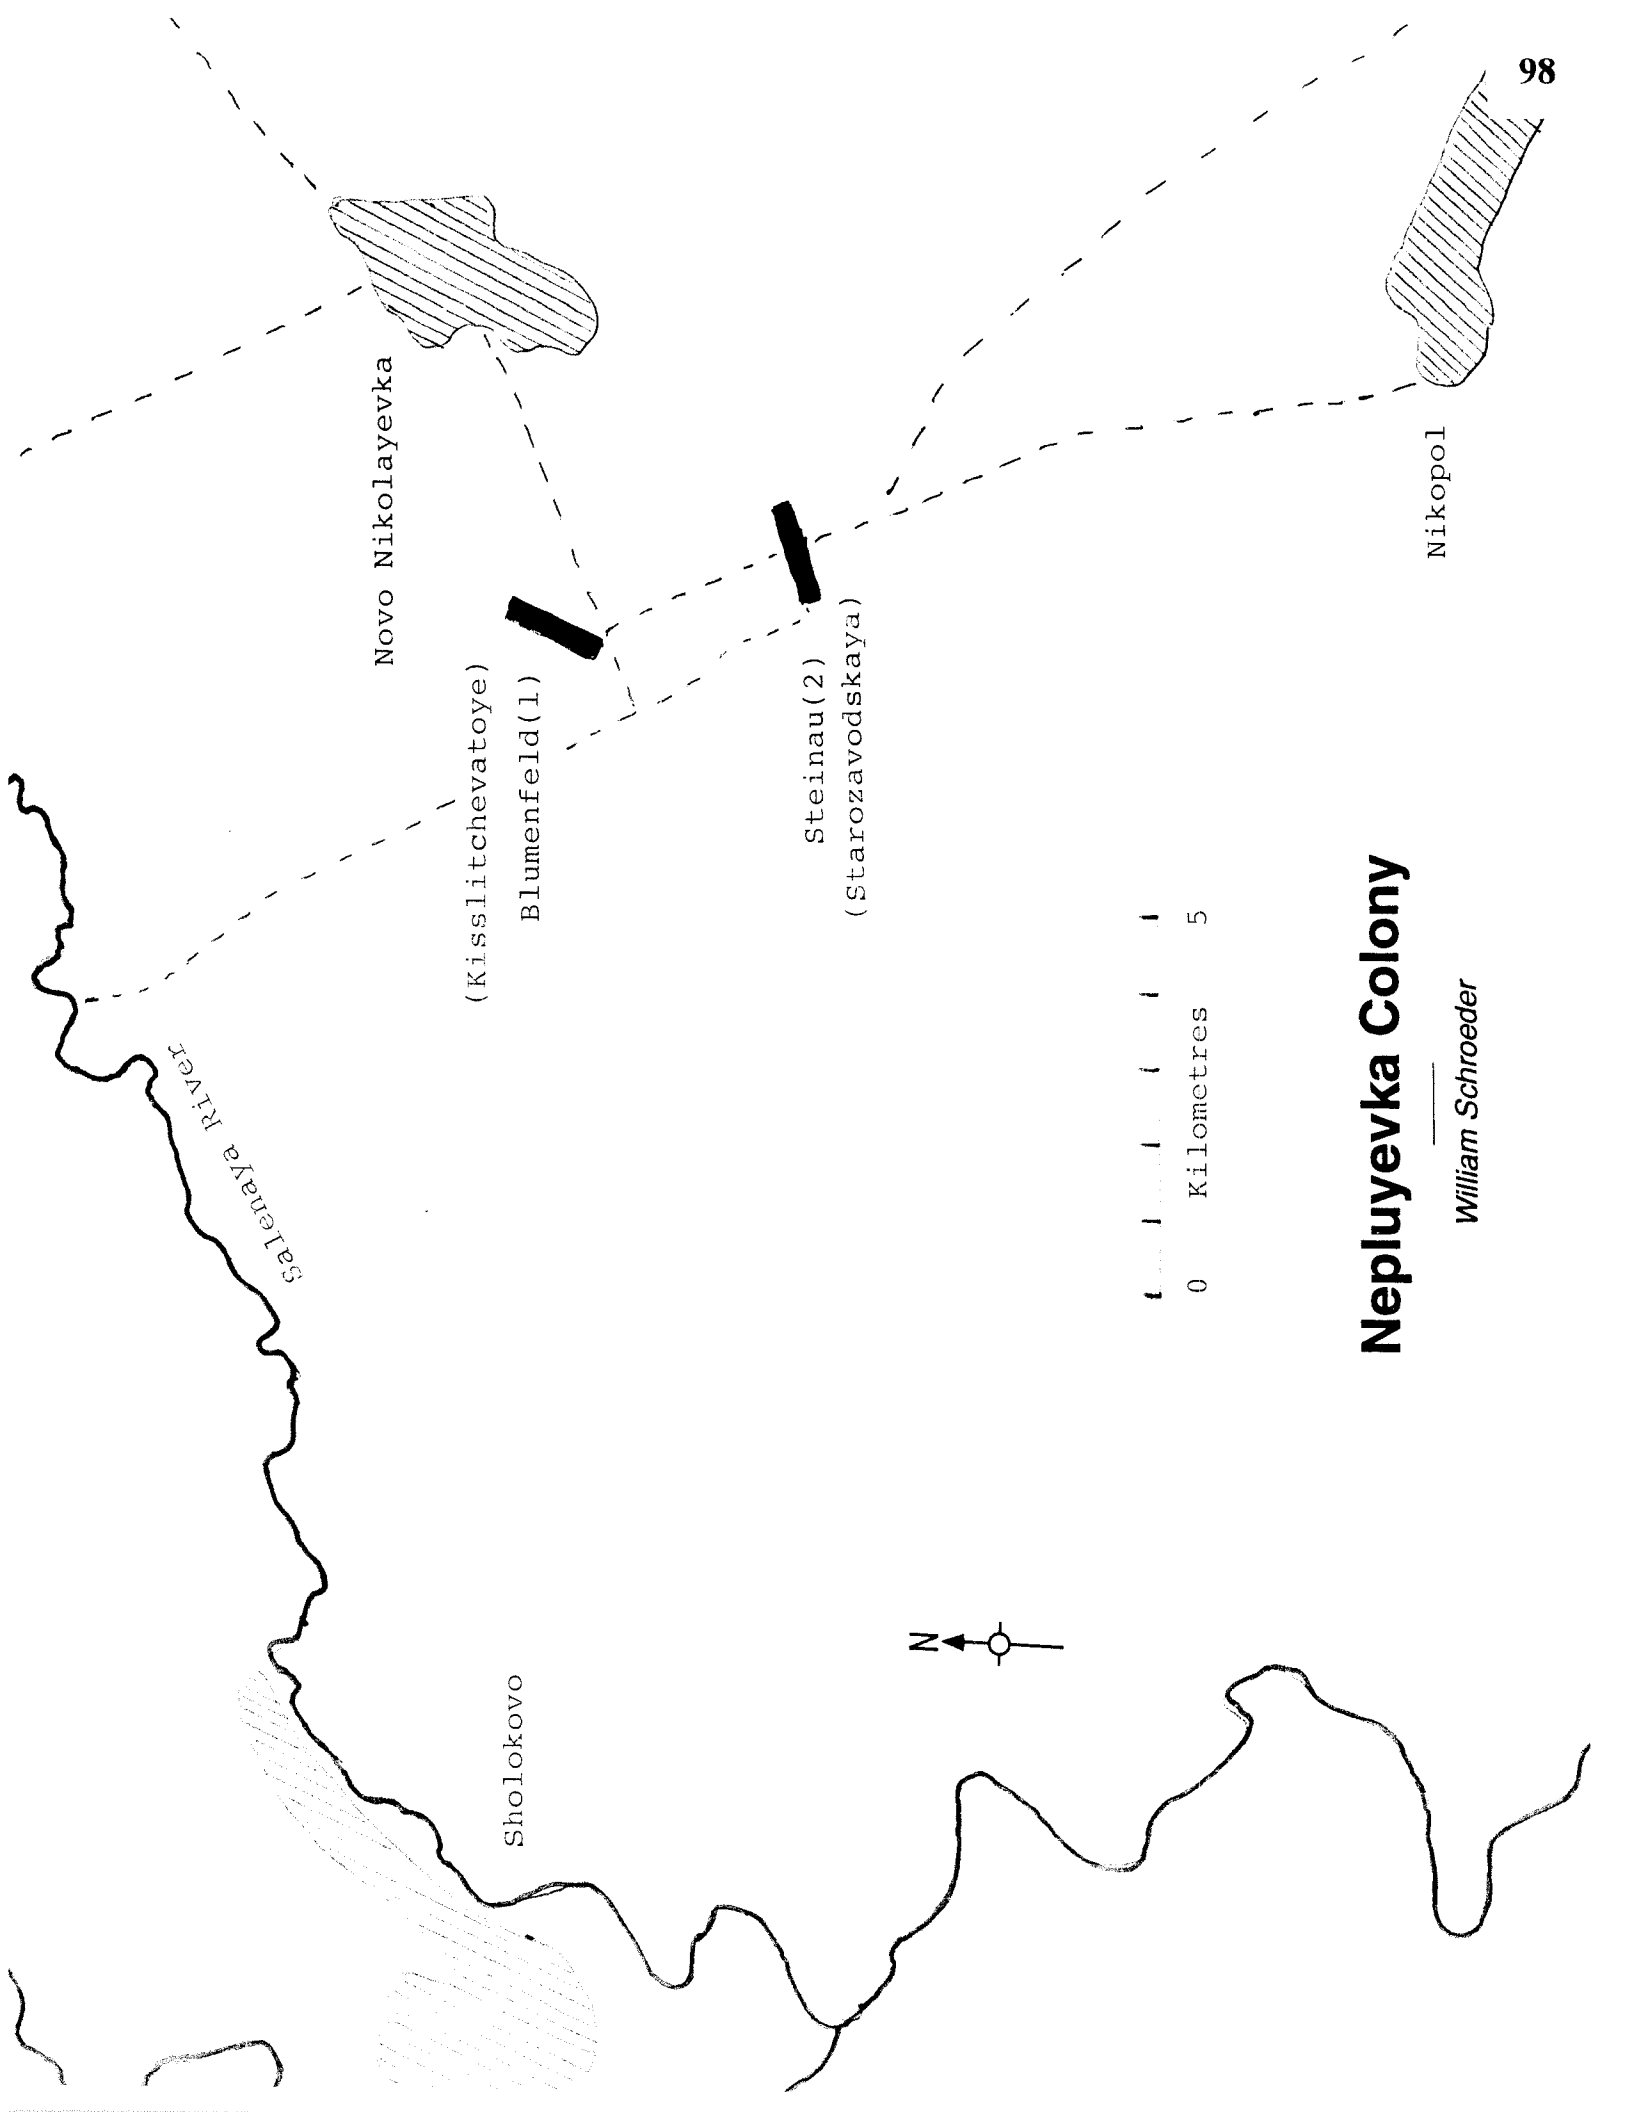 98
Novo Nikolayevka
(Kisslitchevatoye)
Blumenfeld(1)
Steinau(2)
(Starozavodskaya)
Nikopol
Salenaya River
Sholokovo
N
0 Kilometres 5
Nepluyevka Colony
William Schroeder